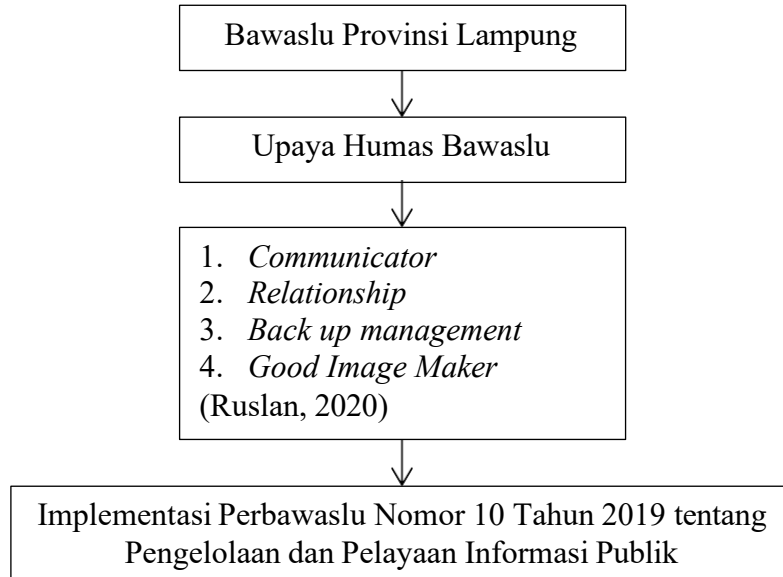 Bawaslu Provinsi Lampung
Upaya Humas Bawaslu
1. Communicator
2. Relationship
3. Back up management
4. Good Image Maker
(Ruslan, 2020)
Implementasi Perbawaslu Nomor 10 Tahun 2019 tentang
Pengelolaan dan Pelayaan Informasi Publik